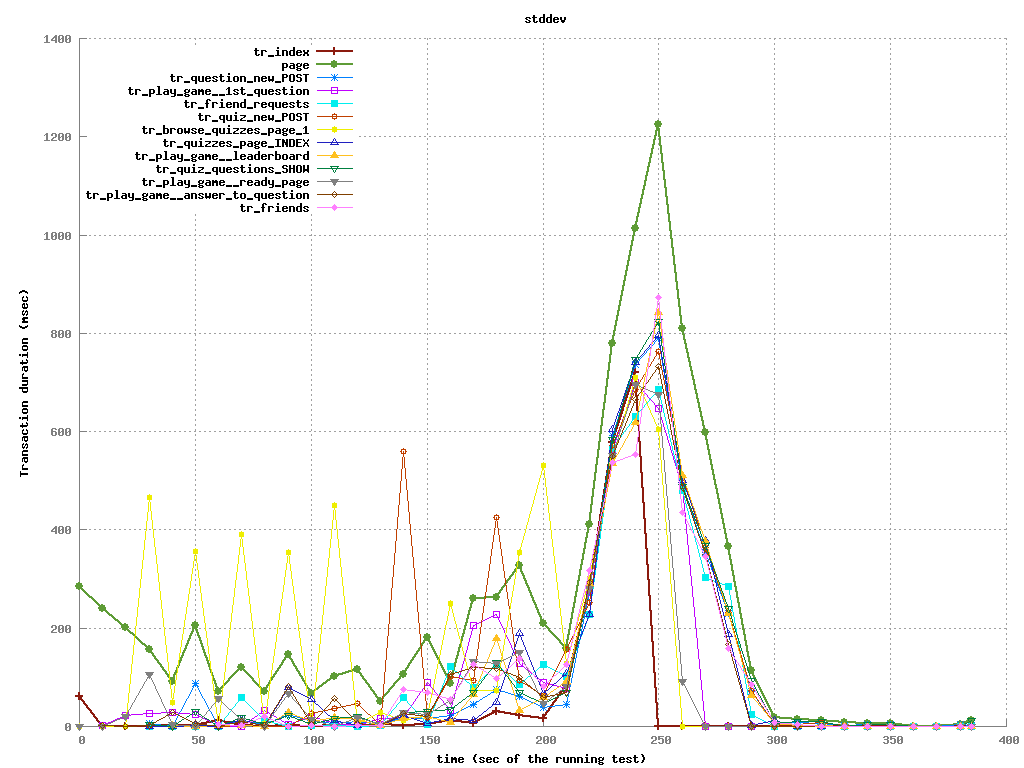 stddev
1400
1200
1000
800
600
400
200
0
Transaction duration (msec)
tr_index
page
tr_question_new_POST
tr_play_game__1st_question
tr_friend_requests
tr_quiz_new_POST
tr_browse_quizzes_page_1
tr_quizzes_page_INDEX
tr_play_game__leaderboard
tr_quiz_questions_SHOW
tr_play_game__ready_page
tr_play_game__answer_to_question
tr_friends
0 50 100 150 200 250 300 350 400
time (sec of the running test)